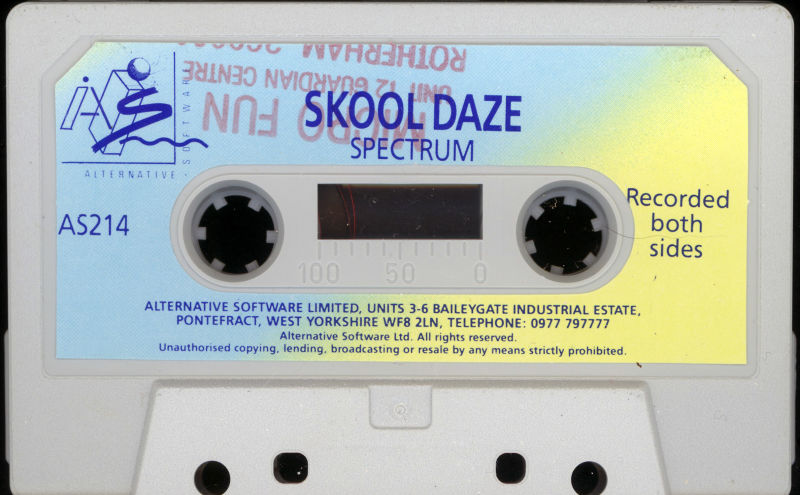 SKOOL DAZE
SPECTRUM
ALTERNATIVE
SOFTWARE
AS214
Recorded
both
sides
100 50 0
ALTERNATIVE SOFTWARE LIMITED, UNITS 3-6 BAILEYGATE INDUSTRIAL ESTATE,
PONTEFRACT, WEST YORKSHIRE WF8 2LN, TELEPHONE: 0977 797777
Alternative Software Ltd. All rights reserved.
Unauthorised copying, lending, broadcasting or resale by any means strictly prohibited.
MICRO FUN
UNIT 12 GUARDIAN CENTRE
ROTHERHAM